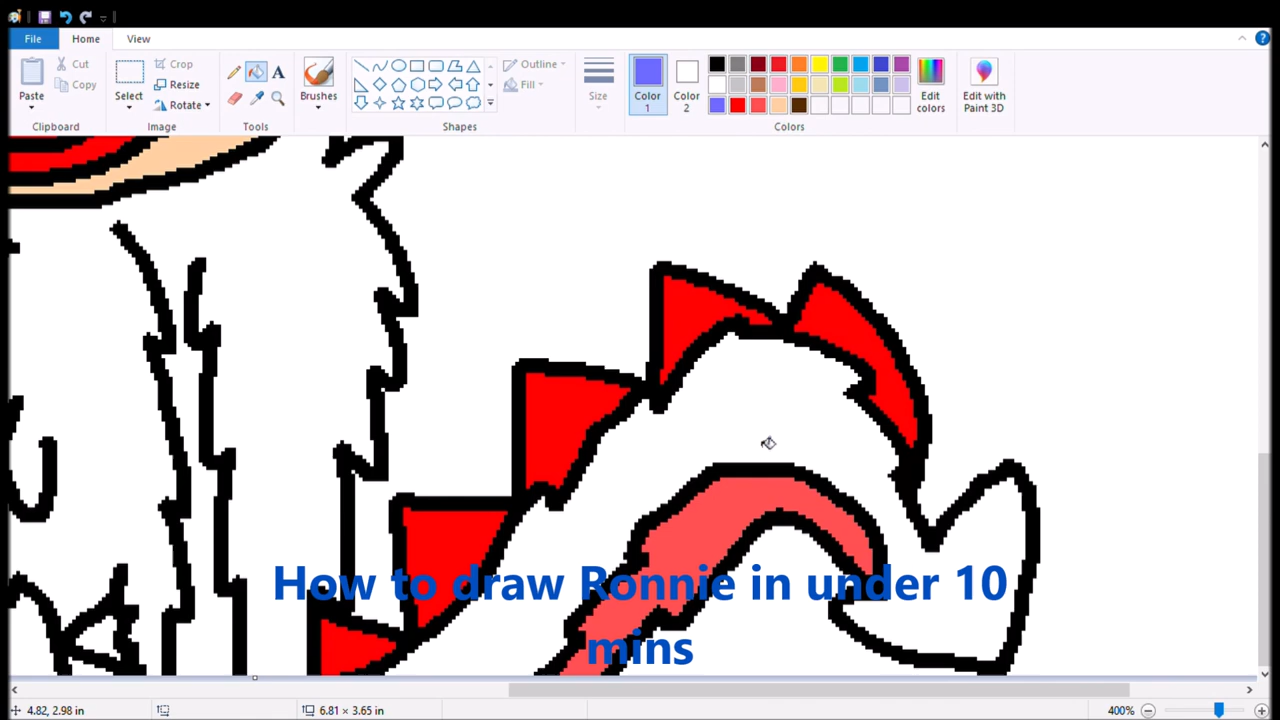 File Home View
Paste Cut Copy Select Crop Resize Rotate A Brushes Outline Fill Size Color 1 Color 2 Edit colors Edit with Paint 3D
Clipboard Image Tools Shapes Colors
How to draw Ronnie in under 10
mins
4.82, 2.98 in 6.81 × 3.65 in 400%